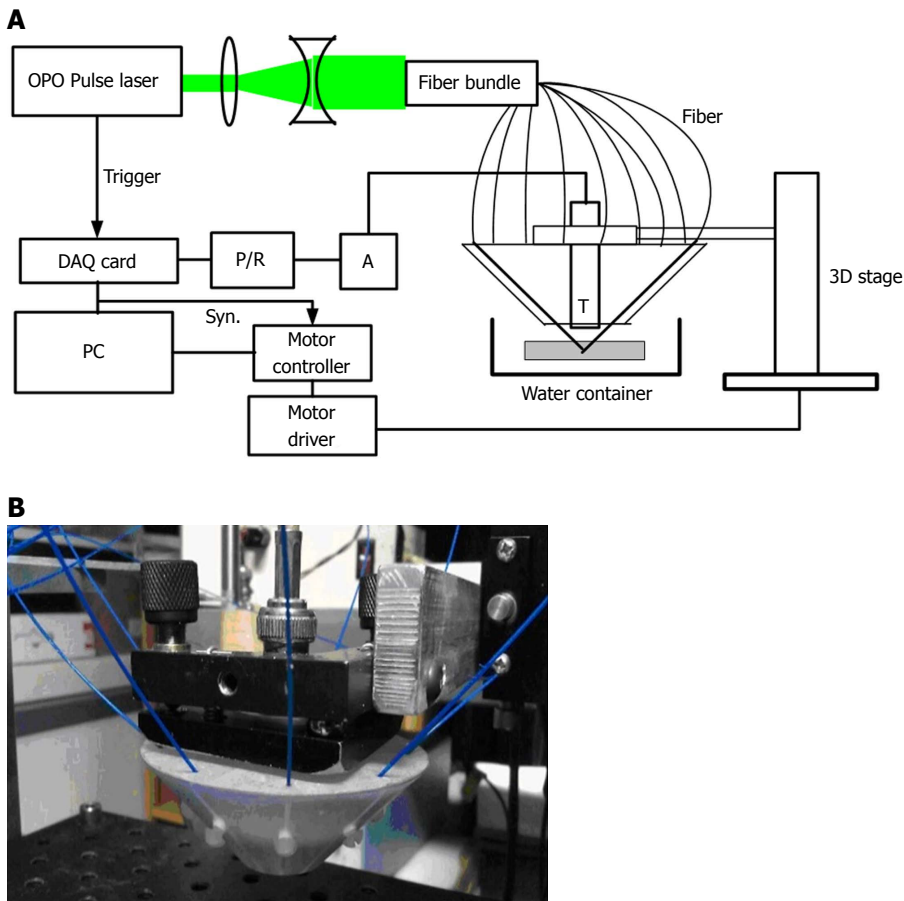 A
OPO Pulse laser
Fiber bundle
Fiber
Trigger
DAQ card
P/R
A
T
3D stage
Syn.
PC
Motor
controller
Water container
Motor
driver
B